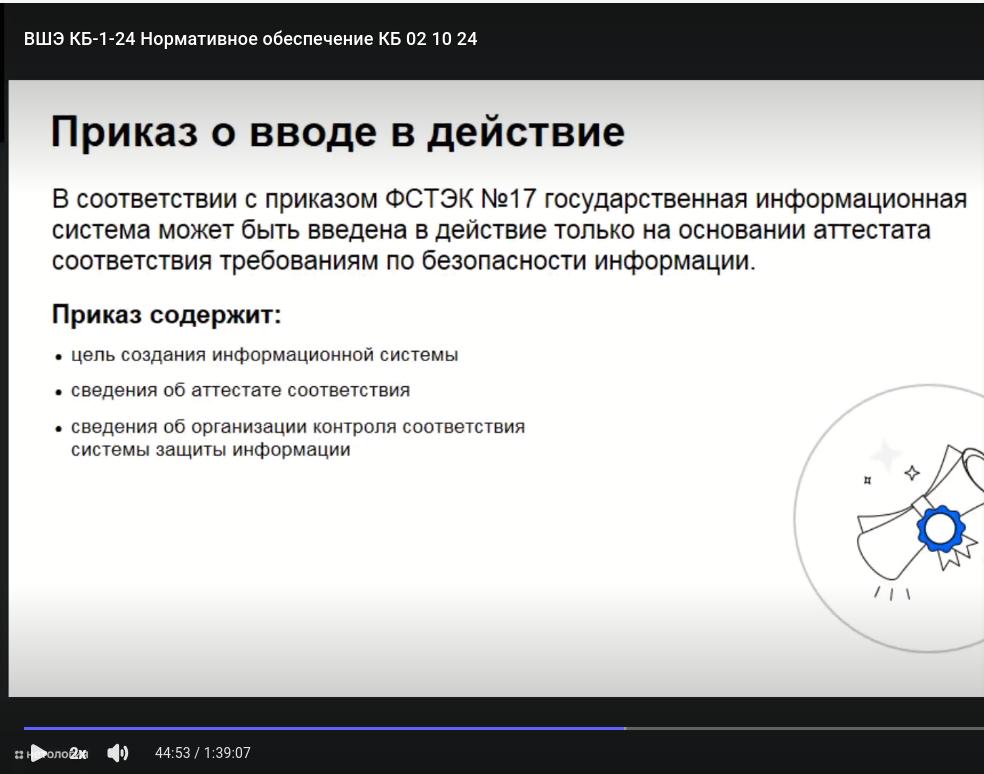 ВШЭ КБ-1-24 Нормативное обеспечение КБ 02 10 24
Приказ о вводе в действие
В соответствии с приказом ФСТЭК №17 государственная информационная
система может быть введена в действие только на основании аттестата
соответствия требованиям по безопасности информации.
Приказ содержит:
• цель создания информационной системы
• сведения об аттестате соответствия
• сведения об организации контроля соответствия
системы защиты информации
2x
44:53 / 1:39:07